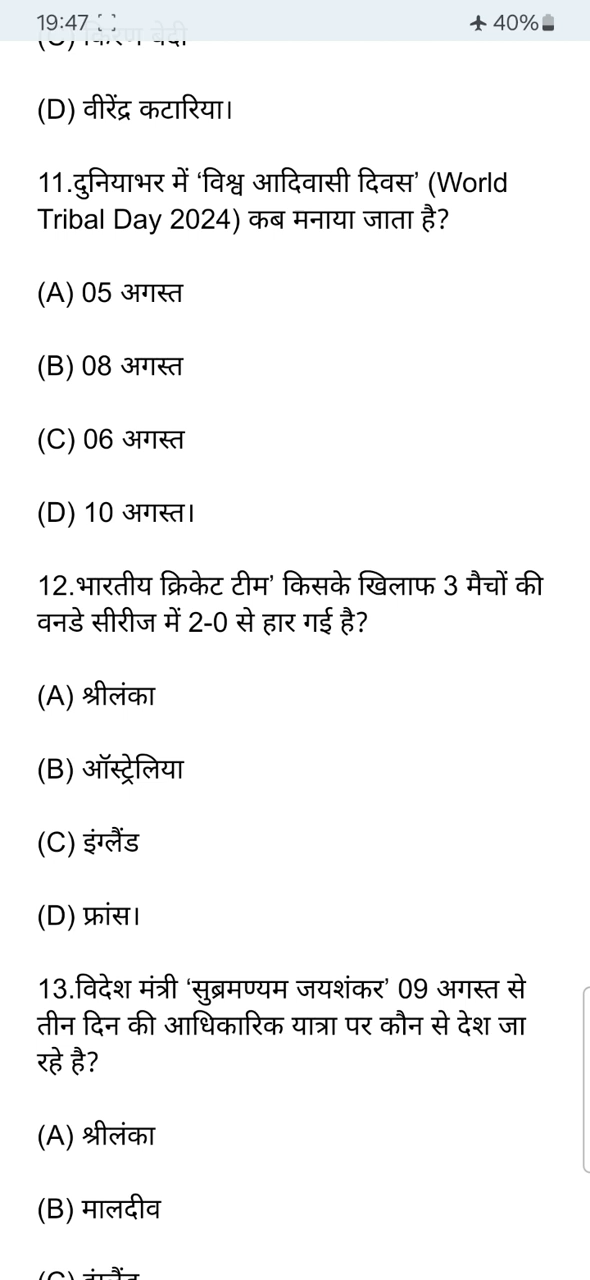 19:47
40%
(D) वीरेंद्र कटारिया।
11.दुनियाभर में ‘विश्व आदिवासी दिवस’ (World
Tribal Day 2024) कब मनाया जाता है?
(A) 05 अगस्त
(B) 08 अगस्त
(C) 06 अगस्त
(D) 10 अगस्त।
12.भारतीय क्रिकेट टीम’ किसके खिलाफ 3 मैचों की
वनडे सीरीज में 2-0 से हार गई है?
(A) श्रीलंका
(B) ऑस्ट्रेलिया
(C) इंग्लैंड
(D) फ्रांस।
13.विदेश मंत्री ‘सुब्रमण्यम जयशंकर’ 09 अगस्त से
तीन दिन की आधिकारिक यात्रा पर कौन से देश जा
रहे है?
(A) श्रीलंका
(B) मालदीव